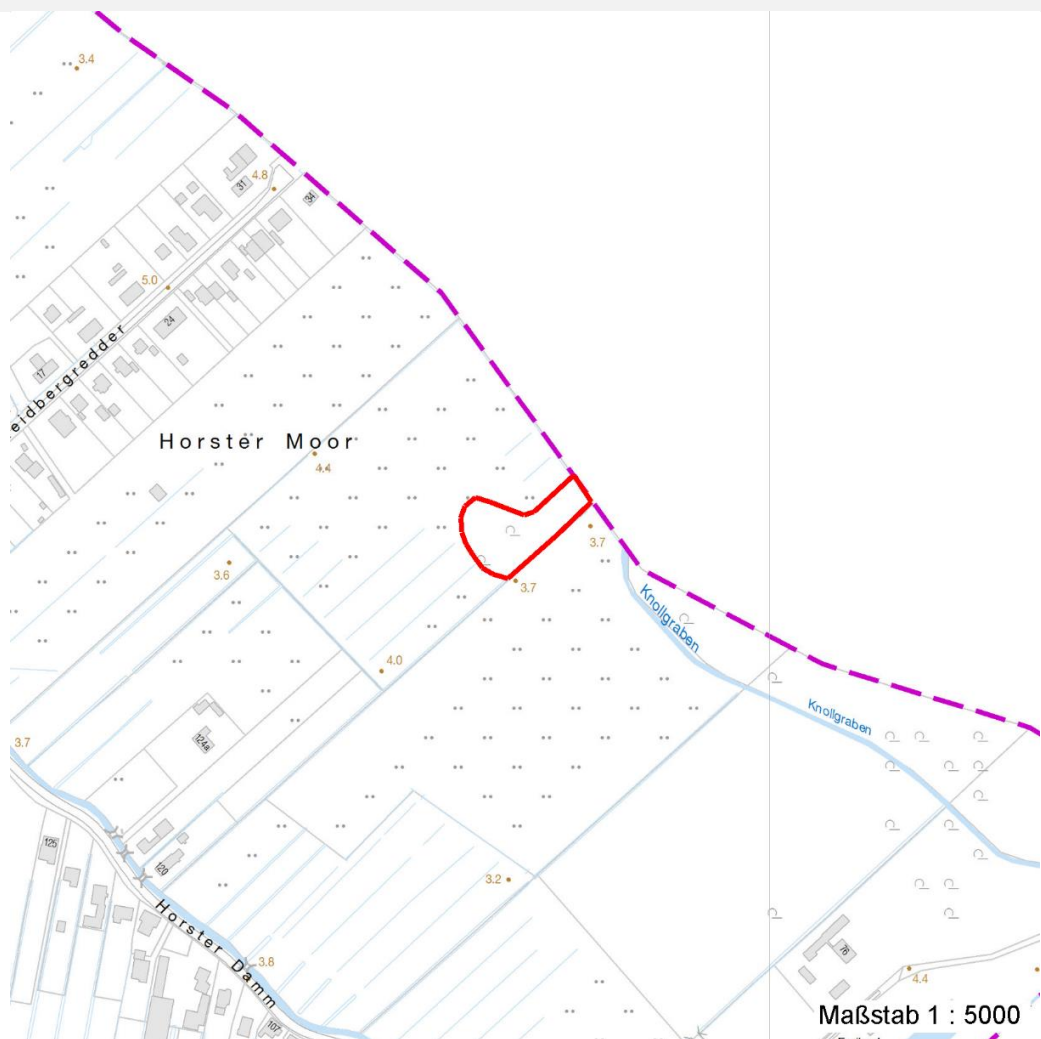 3.4
31
4.8
34
5.0
24
17
eidbergredder
Horster Moor
4.4
3.7
3.6
3.7
Knollgraben
4.0
Knollgraben
124a
3.7
125
120
3.2
Horster Damm
3.8
76
4.4
107
Maßstab 1 : 5000